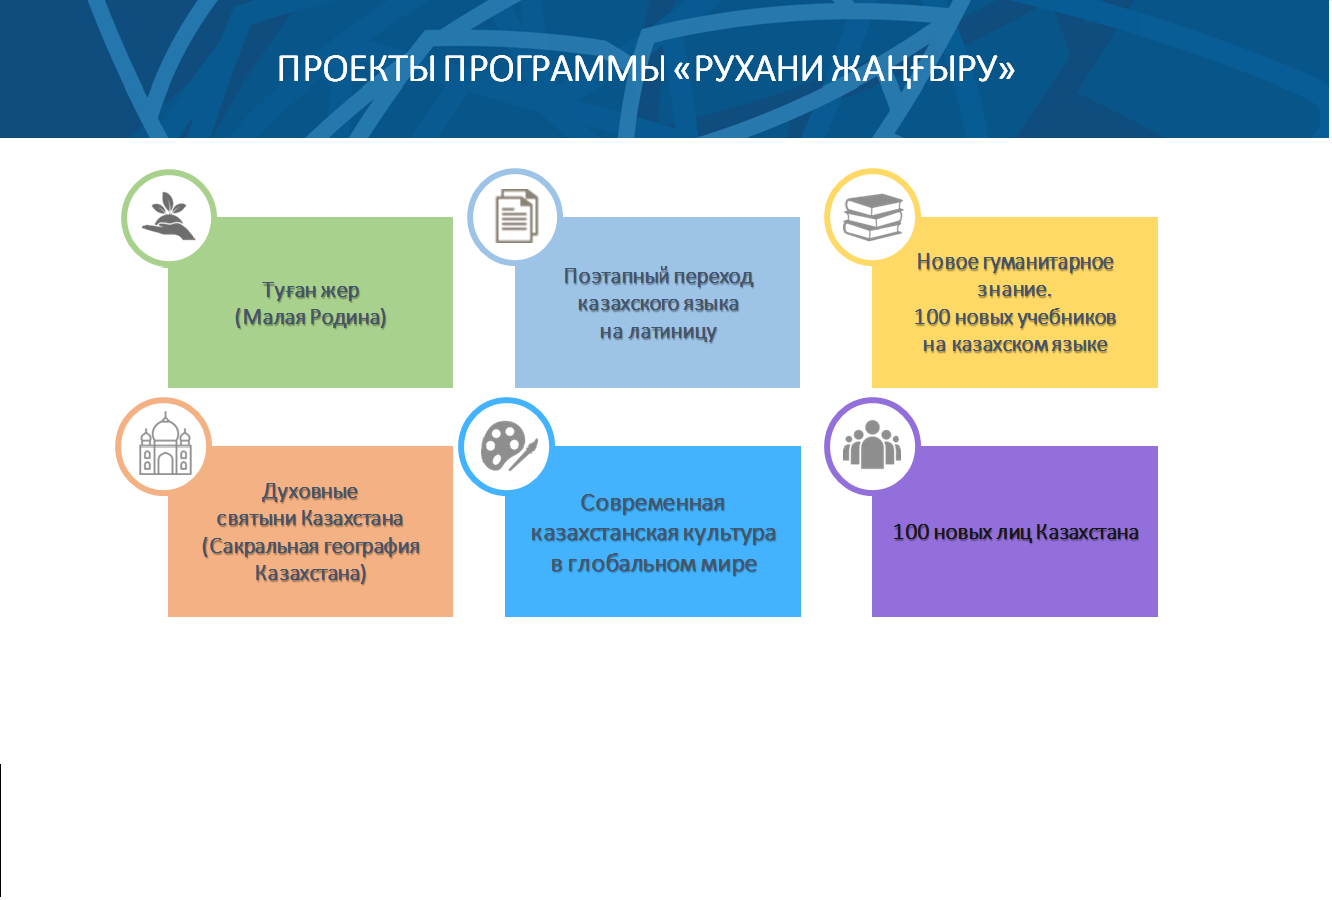 ПРОЕКТЫ ПРОГРАММЫ «РУХАНИ ЖАҢҒЫРУ»
Туған жер
(Малая Родина)
Поэтапный переход
казахского языка
на латиницу
Новое гуманитарное
знание.
100 новых учебников
на казахском языке
Духовные
святыни Казахстана
(Сакральная география
Казахстана)
Современная
казахстанская культура
в глобальном мире
100 новых лиц Казахстана